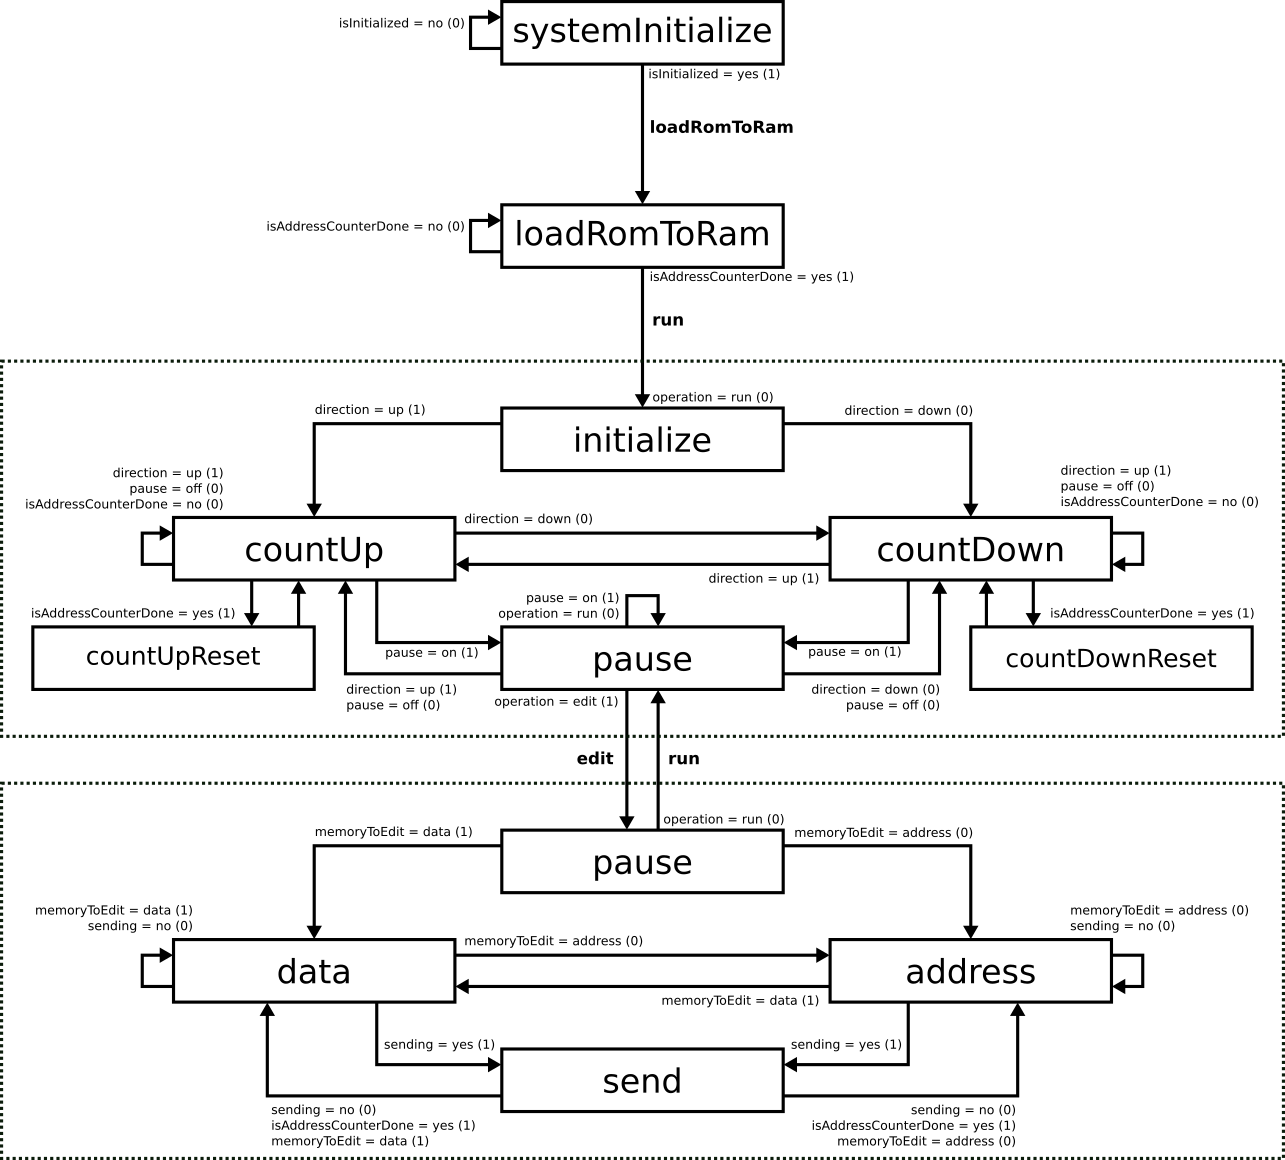 isInitialized = no (0)
systemInitialize
isInitialized = yes (1)
loadRomToRam
isAddressCounterDone = no (0)
loadRomToRam
isAddressCounterDone = yes (1)
run
operation = run (0)
direction = up (1)
initialize
direction = down (0)
direction = up (1)
pause = off (0)
isAddressCounterDone = no (0)
direction = up (1)
pause = off (0)
isAddressCounterDone = no (0)
countUp
direction = down (0)
direction = up (1)
countDown
isAddressCounterDone = yes (1)
pause = on (1)
operation = run (0)
isAddressCounterDone = yes (1)
countUpReset
pause = on (1)
pause
pause = on (1)
countDownReset
direction = up (1)
pause = off (0)
operation = edit (1)
direction = down (0)
pause = off (0)
edit
run
operation = run (0)
memoryToEdit = data (1)
pause
memoryToEdit = address (0)
memoryToEdit = data (1)
sending = no (0)
memoryToEdit = address (0)
sending = no (0)
data
memoryToEdit = address (0)
memoryToEdit = data (1)
address
sending = yes (1)
send
sending = yes (1)
sending = no (0)
isAddressCounterDone = yes (1)
memoryToEdit = data (1)
sending = no (0)
isAddressCounterDone = yes (1)
memoryToEdit = address (0)